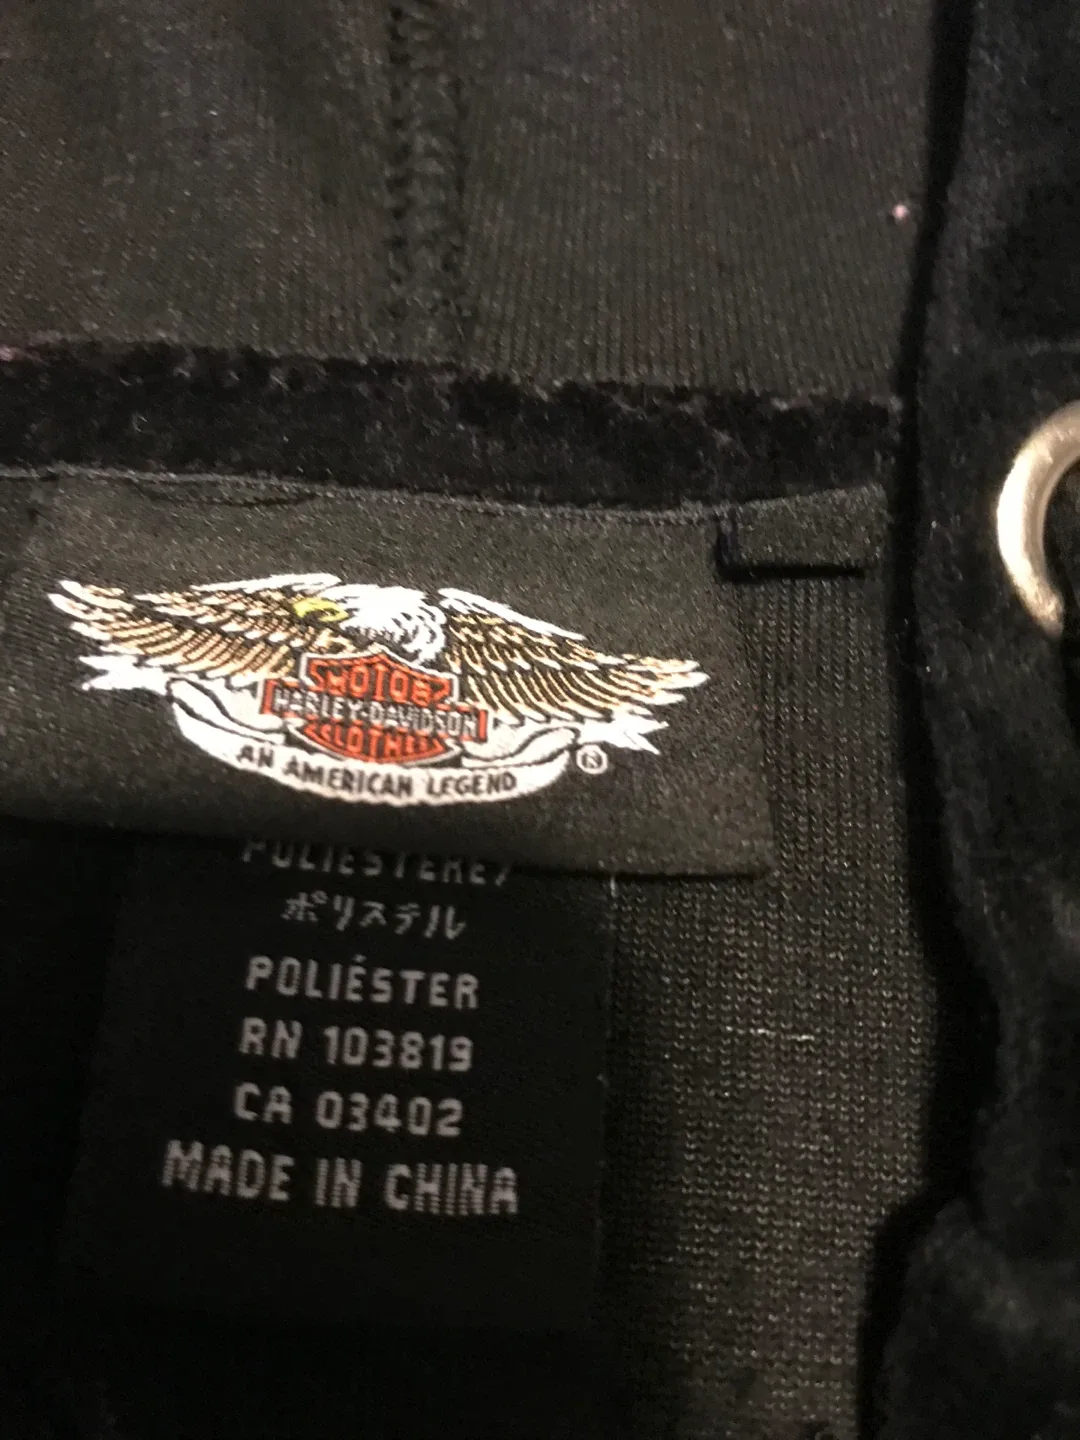 MOTOR
HARLEY-DAVIDSON
CLOTHES
AN AMERICAN LEGEND
®
ポリステル
POLIÉSTER
RN 103819
CA 03402
MADE IN CHINA